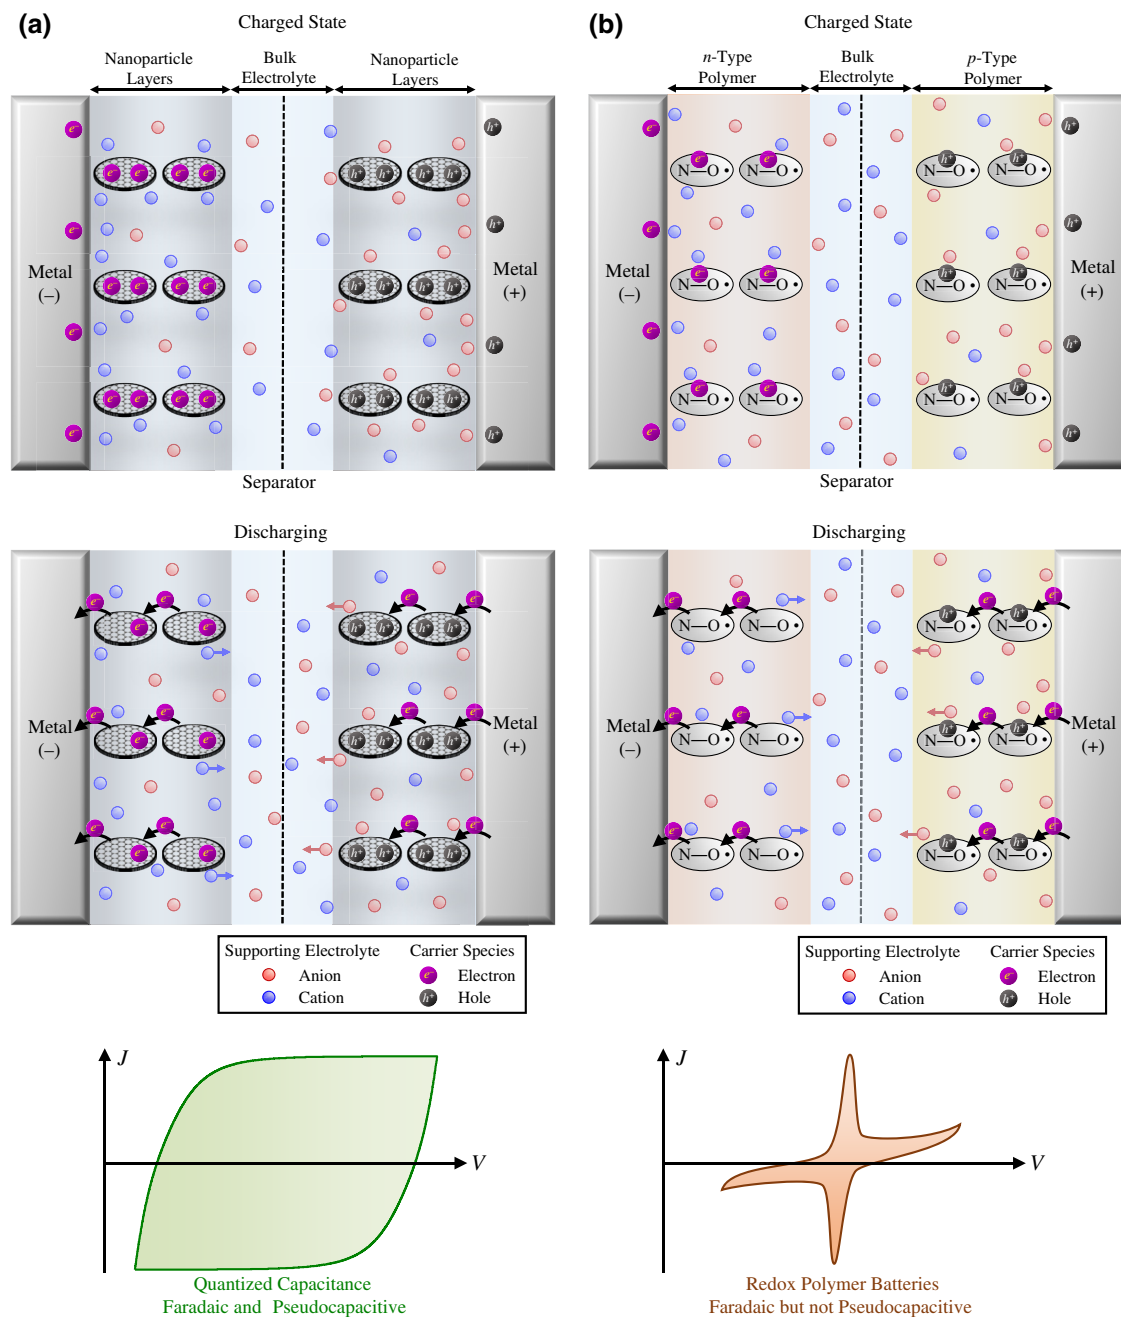 (a)
Charged State
Nanoparticle
Layers
Bulk
Electrolyte
Nanoparticle
Layers
e⁻ h⁺
e⁻ e⁻ e⁻ e⁻ h⁺ h⁺ h⁺ h⁺
e⁻ h⁺
Metal
(–)
e⁻ e⁻ e⁻ e⁻ h⁺ h⁺ h⁺ h⁺
Metal
(+)
e⁻ h⁺
e⁻ e⁻ e⁻ e⁻ h⁺ h⁺ h⁺ h⁺
e⁻ h⁺
Separator
Discharging
e⁻ e⁻ e⁻ e⁻
e⁻ e⁻ h⁺ h⁺ h⁺ h⁺
e⁻ e⁻ e⁻ e⁻
Metal
(–)
e⁻ e⁻ h⁺ h⁺ h⁺ h⁺
Metal
(+)
e⁻ e⁻ e⁻ e⁻
e⁻ e⁻ h⁺ h⁺ h⁺ h⁺
Supporting Electrolyte Carrier Species
Anion e⁻ Electron
Cation h⁺ Hole
J
V
Quantized Capacitance
Faradaic and Pseudocapacitive
(b)
Charged State
n-Type
Polymer
Bulk
Electrolyte
p-Type
Polymer
e⁻ h⁺
e⁻ e⁻ h⁺ h⁺
N—O• N—O• N—O• N—O•
e⁻ h⁺
Metal
(–)
e⁻ e⁻ h⁺ h⁺
N—O• N—O• N—O• N—O•
Metal
(+)
e⁻ h⁺
e⁻ e⁻ h⁺ h⁺
N—O• N—O• N—O• N—O•
e⁻ h⁺
Separator
Discharging
e⁻ e⁻ e⁻ e⁻
h⁺ h⁺
N—O• N—O• N—O• N—O•
e⁻ e⁻ e⁻ e⁻
Metal
(–)
h⁺ h⁺
N—O• N—O• N—O• N—O•
Metal
(+)
e⁻ e⁻ e⁻ e⁻
h⁺ h⁺
N—O• N—O• N—O• N—O•
Supporting Electrolyte Carrier Species
Anion e⁻ Electron
Cation h⁺ Hole
J
V
Redox Polymer Batteries
Faradaic but not Pseudocapacitive